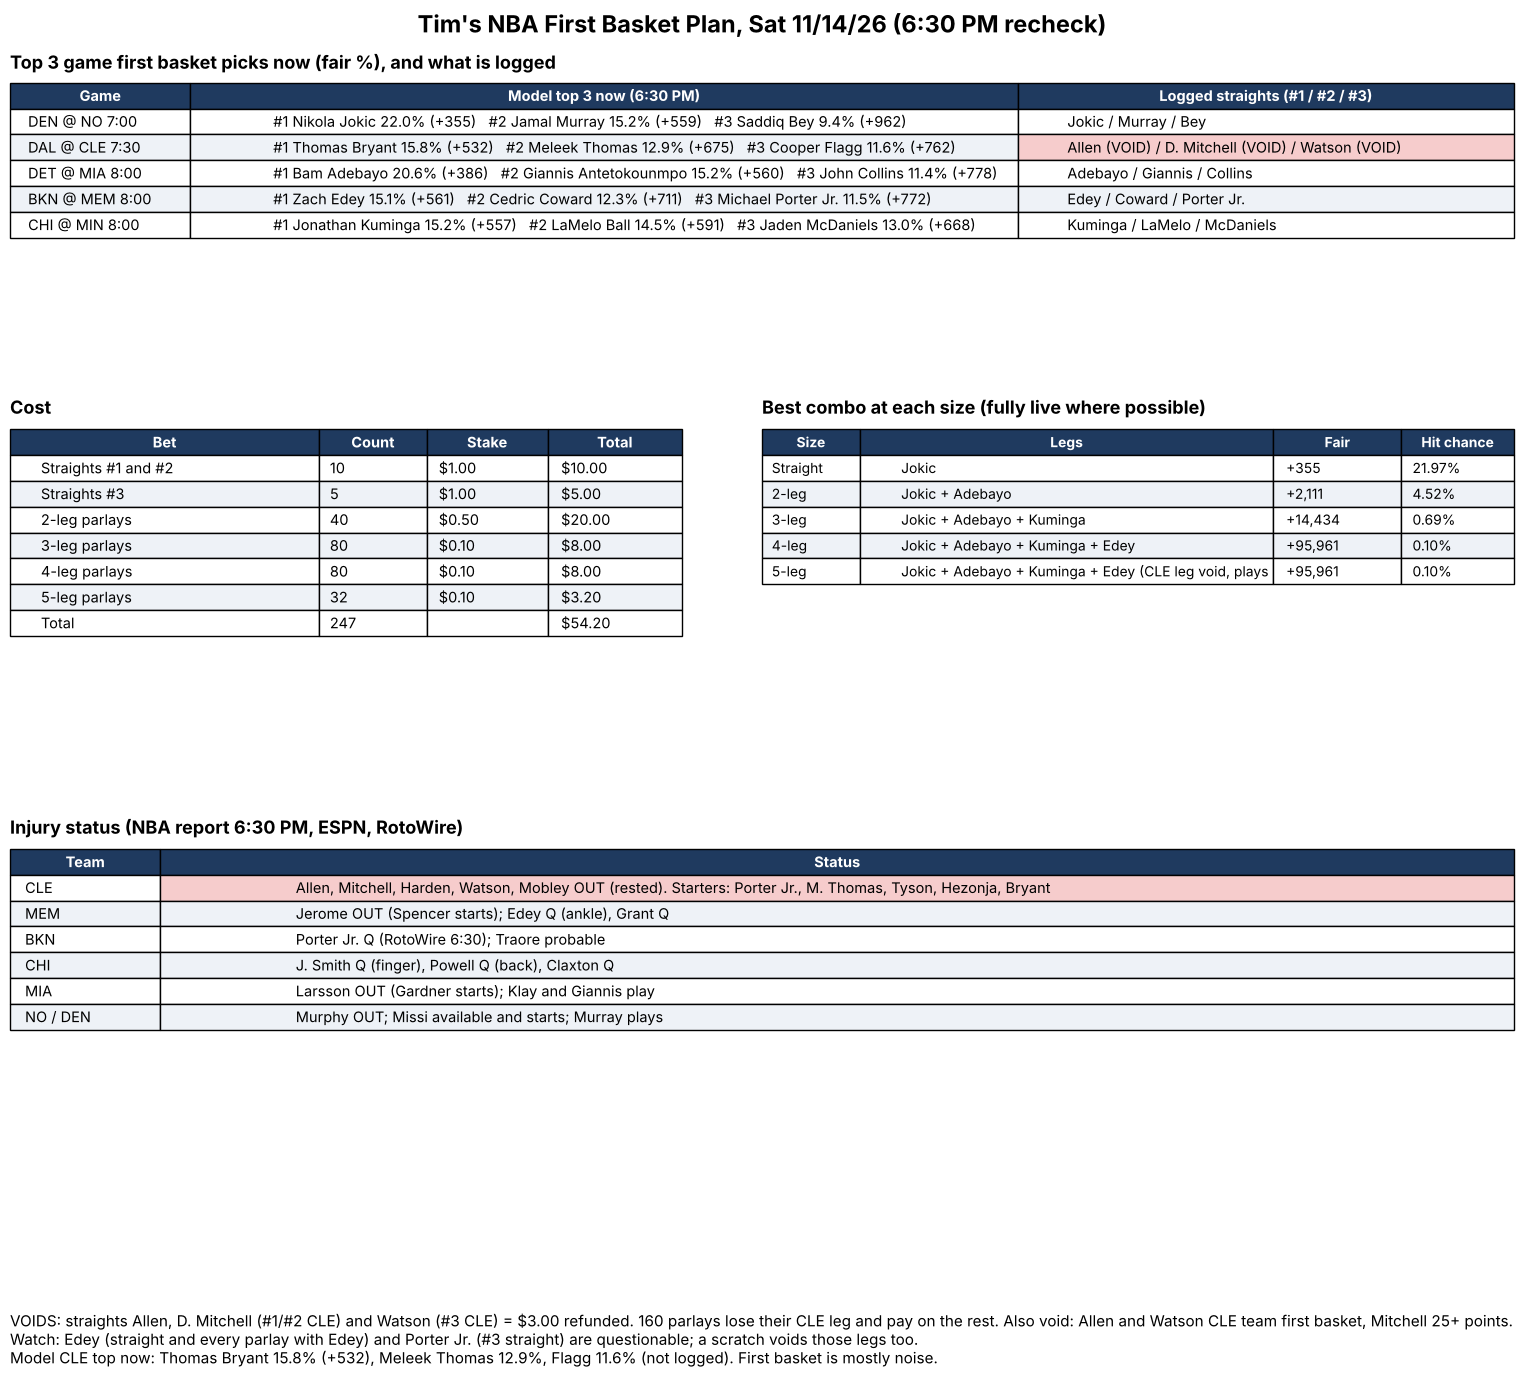 Tim's NBA First Basket Plan, Sat 11/14/26 (6:30 PM recheck)
Top 3 game first basket picks now (fair %), and what is logged
Game Model top 3 now (6:30 PM) Logged straights (#1 / #2 / #3)
DEN @ NO 7:00 #1 Nikola Jokic 22.0% (+355) #2 Jamal Murray 15.2% (+559) #3 Saddiq Bey 9.4% (+962) Jokic / Murray / Bey
DAL @ CLE 7:30 #1 Thomas Bryant 15.8% (+532) #2 Meleek Thomas 12.9% (+675) #3 Cooper Flagg 11.6% (+762) Allen (VOID) / D. Mitchell (VOID) / Watson (VOID)
DET @ MIA 8:00 #1 Bam Adebayo 20.6% (+386) #2 Giannis Antetokounmpo 15.2% (+560) #3 John Collins 11.4% (+778) Adebayo / Giannis / Collins
BKN @ MEM 8:00 #1 Zach Edey 15.1% (+561) #2 Cedric Coward 12.3% (+711) #3 Michael Porter Jr. 11.5% (+772) Edey / Coward / Porter Jr.
CHI @ MIN 8:00 #1 Jonathan Kuminga 15.2% (+557) #2 LaMelo Ball 14.5% (+591) #3 Jaden McDaniels 13.0% (+668) Kuminga / LaMelo / McDaniels
Cost
Bet Count Stake Total
Straights #1 and #2 10 $1.00 $10.00
Straights #3 5 $1.00 $5.00
2-leg parlays 40 $0.50 $20.00
3-leg parlays 80 $0.10 $8.00
4-leg parlays 80 $0.10 $8.00
5-leg parlays 32 $0.10 $3.20
Total 247 $54.20
Best combo at each size (fully live where possible)
Size Legs Fair Hit chance
Straight Jokic +355 21.97%
2-leg Jokic + Adebayo +2,111 4.52%
3-leg Jokic + Adebayo + Kuminga +14,434 0.69%
4-leg Jokic + Adebayo + Kuminga + Edey +95,961 0.10%
5-leg Jokic + Adebayo + Kuminga + Edey (CLE leg void, plays +95,961 0.10%
Injury status (NBA report 6:30 PM, ESPN, RotoWire)
Team Status
CLE Allen, Mitchell, Harden, Watson, Mobley OUT (rested). Starters: Porter Jr., M. Thomas, Tyson, Hezonja, Bryant
MEM Jerome OUT (Spencer starts); Edey Q (ankle), Grant Q
BKN Porter Jr. Q (RotoWire 6:30); Traore probable
CHI J. Smith Q (finger), Powell Q (back), Claxton Q
MIA Larsson OUT (Gardner starts); Klay and Giannis play
NO / DEN Murphy OUT; Missi available and starts; Murray plays
VOIDS: straights Allen, D. Mitchell (#1/#2 CLE) and Watson (#3 CLE) = $3.00 refunded. 160 parlays lose their CLE leg and pay on the rest. Also void: Allen and Watson CLE team first basket, Mitchell 25+ points.
Watch: Edey (straight and every parlay with Edey) and Porter Jr. (#3 straight) are questionable; a scratch voids those legs too.
Model CLE top now: Thomas Bryant 15.8% (+532), Meleek Thomas 12.9%, Flagg 11.6% (not logged). First basket is mostly noise.